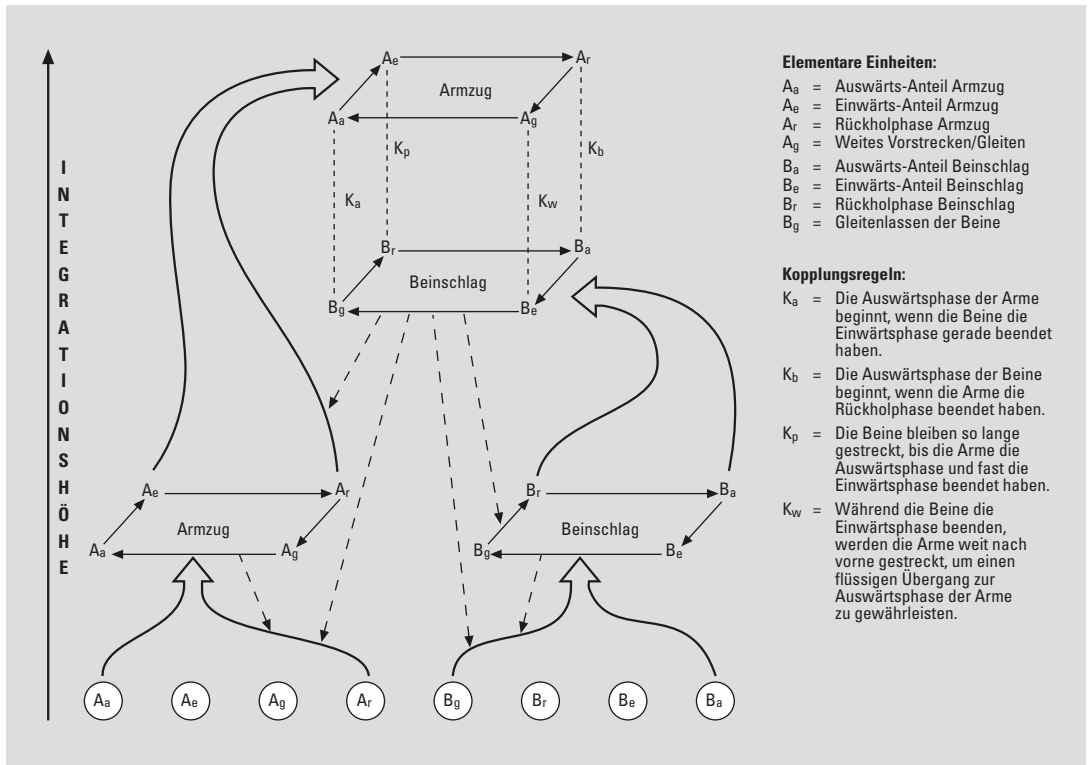 INTEGRATIONSHÖHE
Ae Ar
Armzug
Aa Ag
Kp Kb
Ka Kw
Br Ba
Beinschlag
Bg Be
Ae Ar
Armzug
Aa Ag
Br Ba
Beinschlag
Bg Be
Aa Ae Ag Ar Bg Br Be Ba
Elementare Einheiten:
Aa = Auswärts-Anteil Armzug
Ae = Einwärts-Anteil Armzug
Ar = Rückholphase Armzug
Ag = Weites Vorstrecken/Gleiten
Ba = Auswärts-Anteil Beinschlag
Be = Einwärts-Anteil Beinschlag
Br = Rückholphase Beinschlag
Bg = Gleitenlassen der Beine
Kopplungsregeln:
Ka = Die Auswärtsphase der Arme
beginnt, wenn die Beine die
Einwärtsphase gerade beendet
haben.
Kb = Die Auswärtsphase der Beine
beginnt, wenn die Arme die
Rückholphase beendet haben.
Kp = Die Beine bleiben so lange
gestreckt, bis die Arme die
Auswärtsphase und fast die
Einwärtsphase beendet haben.
Kw = Während die Beine die
Einwärtsphase beenden,
werden die Arme weit nach
vorne gestreckt, um einen
flüssigen Übergang zur
Auswärtsphase der Arme
zu gewährleisten.